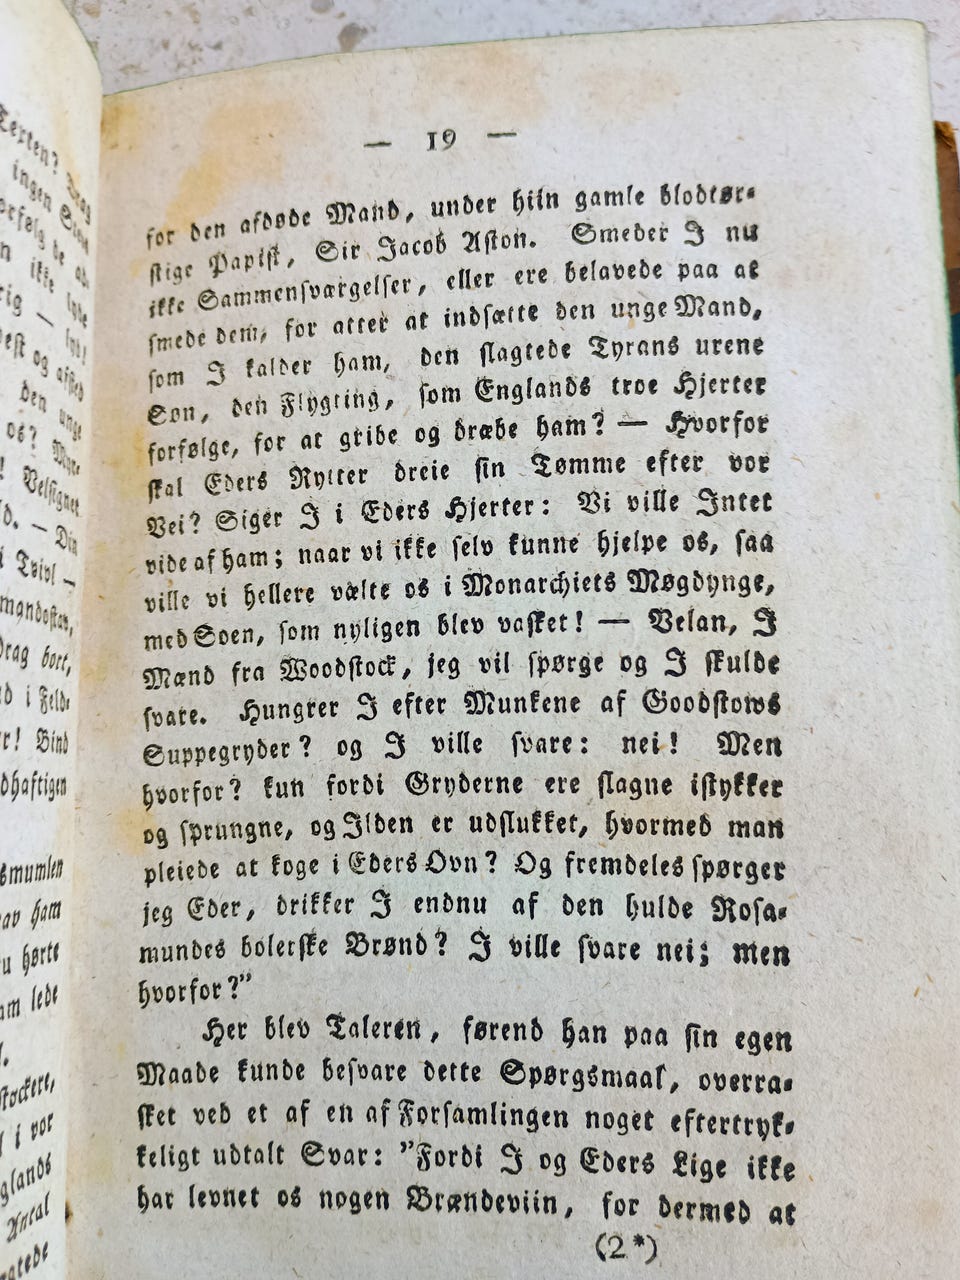 Texten?
ingen
— 19 —
for den afdøde Mand, under hiin gamle blodtør-
stige Papist, Sir Jacob Aston. Smeder I nu
ikke Sammensværgelser, eller ere belavede paa at
smede dem, for atter at indsætte den unge Mand,
som I kalder ham, den slagtede Tyrans urene
Søn, den Flygting, som Englands troe Hjerter
forfølge, for at gribe og dræbe ham? — Hvorfor
skal Eders Rytter dreie sin Tømme efter vor
Vei? Siger I i Eders Hjerter: Vi ville Intet
vide af ham; naar vi ikke selv kunne hjelpe os, saa
ville vi hellere vælte os i Monarchiets Møgdynge,
med Soen, som nyligen blev vasket! — Velan, I
Mænd fra Woodstock, jeg vil spørge og I skulde
svare. Hungrer I efter Munkene af Goodstows
Suppegryder? og I ville svare: nei! Men
hvorfor? kun fordi Gryderne ere slagne istykker
og sprungne, og Ilden er udslukket, hvormed man
pleiede at koge i Eders Ovn? Og fremdeles spørger
jeg Eder, drikker I endnu af den hulde Rosa-
mundes bolerske Brønd? I ville svare nei; men
hvorfor?”
Her blev Taleren, førend han paa sin egen
Maade kunde besvare dette Spørgsmaal, overra-
sket ved et af en af Forsamlingen noget eftertryk-
keligt udtalt Svar: ”Fordi I og Eders Lige ikke
har levnet os nogen Brændeviin, for dermed at
(2*)